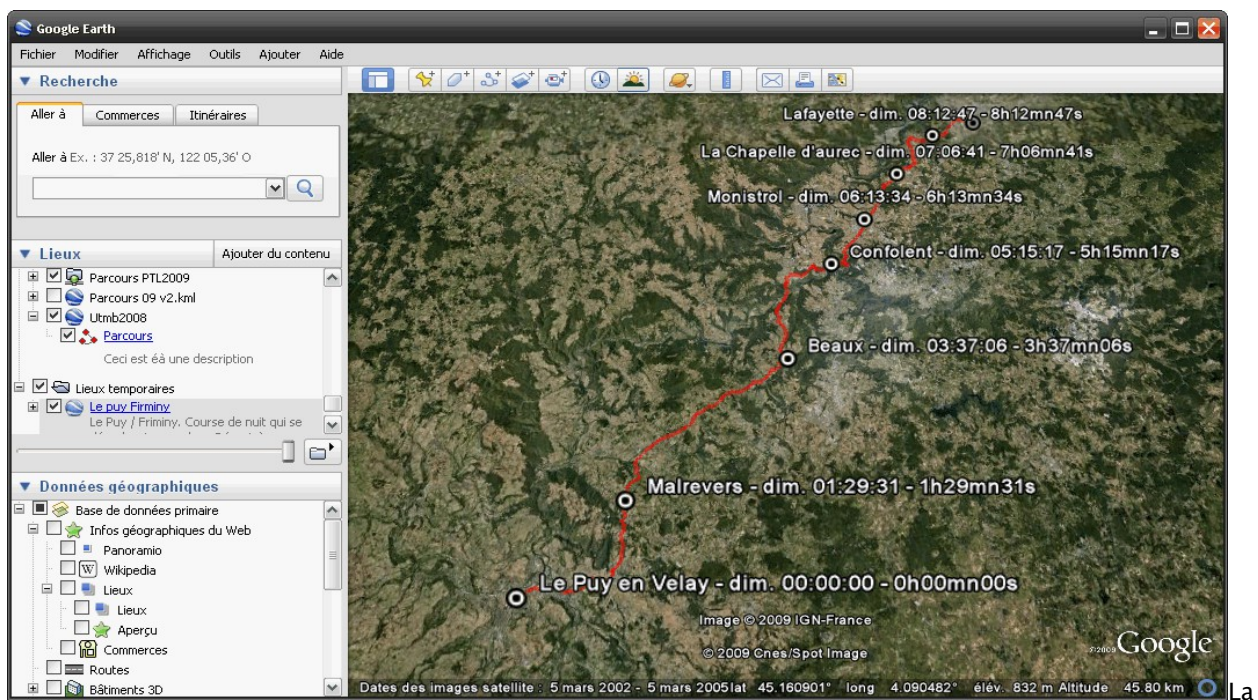 Google Earth
Fichier Modifier Affichage Outils Ajouter Aide
Recherche
Aller à Commerces Itinéraires
Aller à Ex. : 37 25,818' N, 122 05,36' O
Lieux Ajouter du contenu
Parcours PTL2009
Parcours 09 v2.kml
Utmb2008
Parcours
Ceci est éà une description
Lieux temporaires
Le puy Firminy
Le Puy / Friminy. Course de nuit qui se
Données géographiques
Base de données primaire
Infos géographiques du Web
Panoramio
W Wikipedia
Lieux
Lieux
Aperçu
Commerces
Routes
Bâtiments 3D
Lafayette - dim. 08:12:47 - 8h12mn47s
La Chapelle d'aurec - dim. 07:06:41 - 7h06mn41s
Monistrol - dim. 06:13:34 - 6h13mn34s
Confolent - dim. 05:15:17 - 5h15mn17s
Beaux - dim. 03:37:06 - 3h37mn06s
Malrevers - dim. 01:29:31 - 1h29mn31s
Le Puy en Velay - dim. 00:00:00 - 0h00mn00s
Image © 2009 IGN-France
© 2009 Cnes/Spot Image
©2009 Google
Dates des images satellite : 5 mars 2002 - 5 mars 2005 lat 45.160901° long 4.090482° élév. 832 m Altitude 45.80 km
La